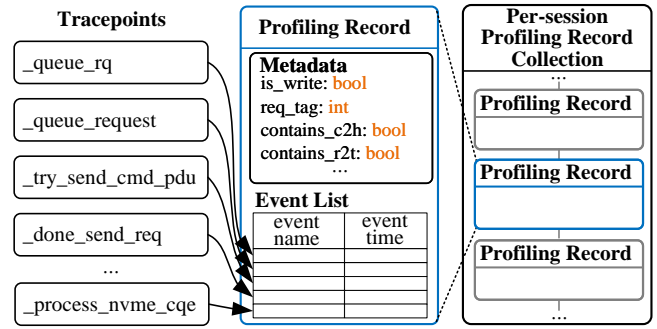 Tracepoints
_queue_rq
_queue_request
_try_send_cmd_pdu
_done_send_req
...
_process_nvme_cqe
Profiling Record
Metadata
is_write: bool
req_tag: int
contains_c2h: bool
contains_r2t: bool
...
Event List
event name
event time
Per-session
Profiling Record
Collection
...
Profiling Record
Profiling Record
Profiling Record
...